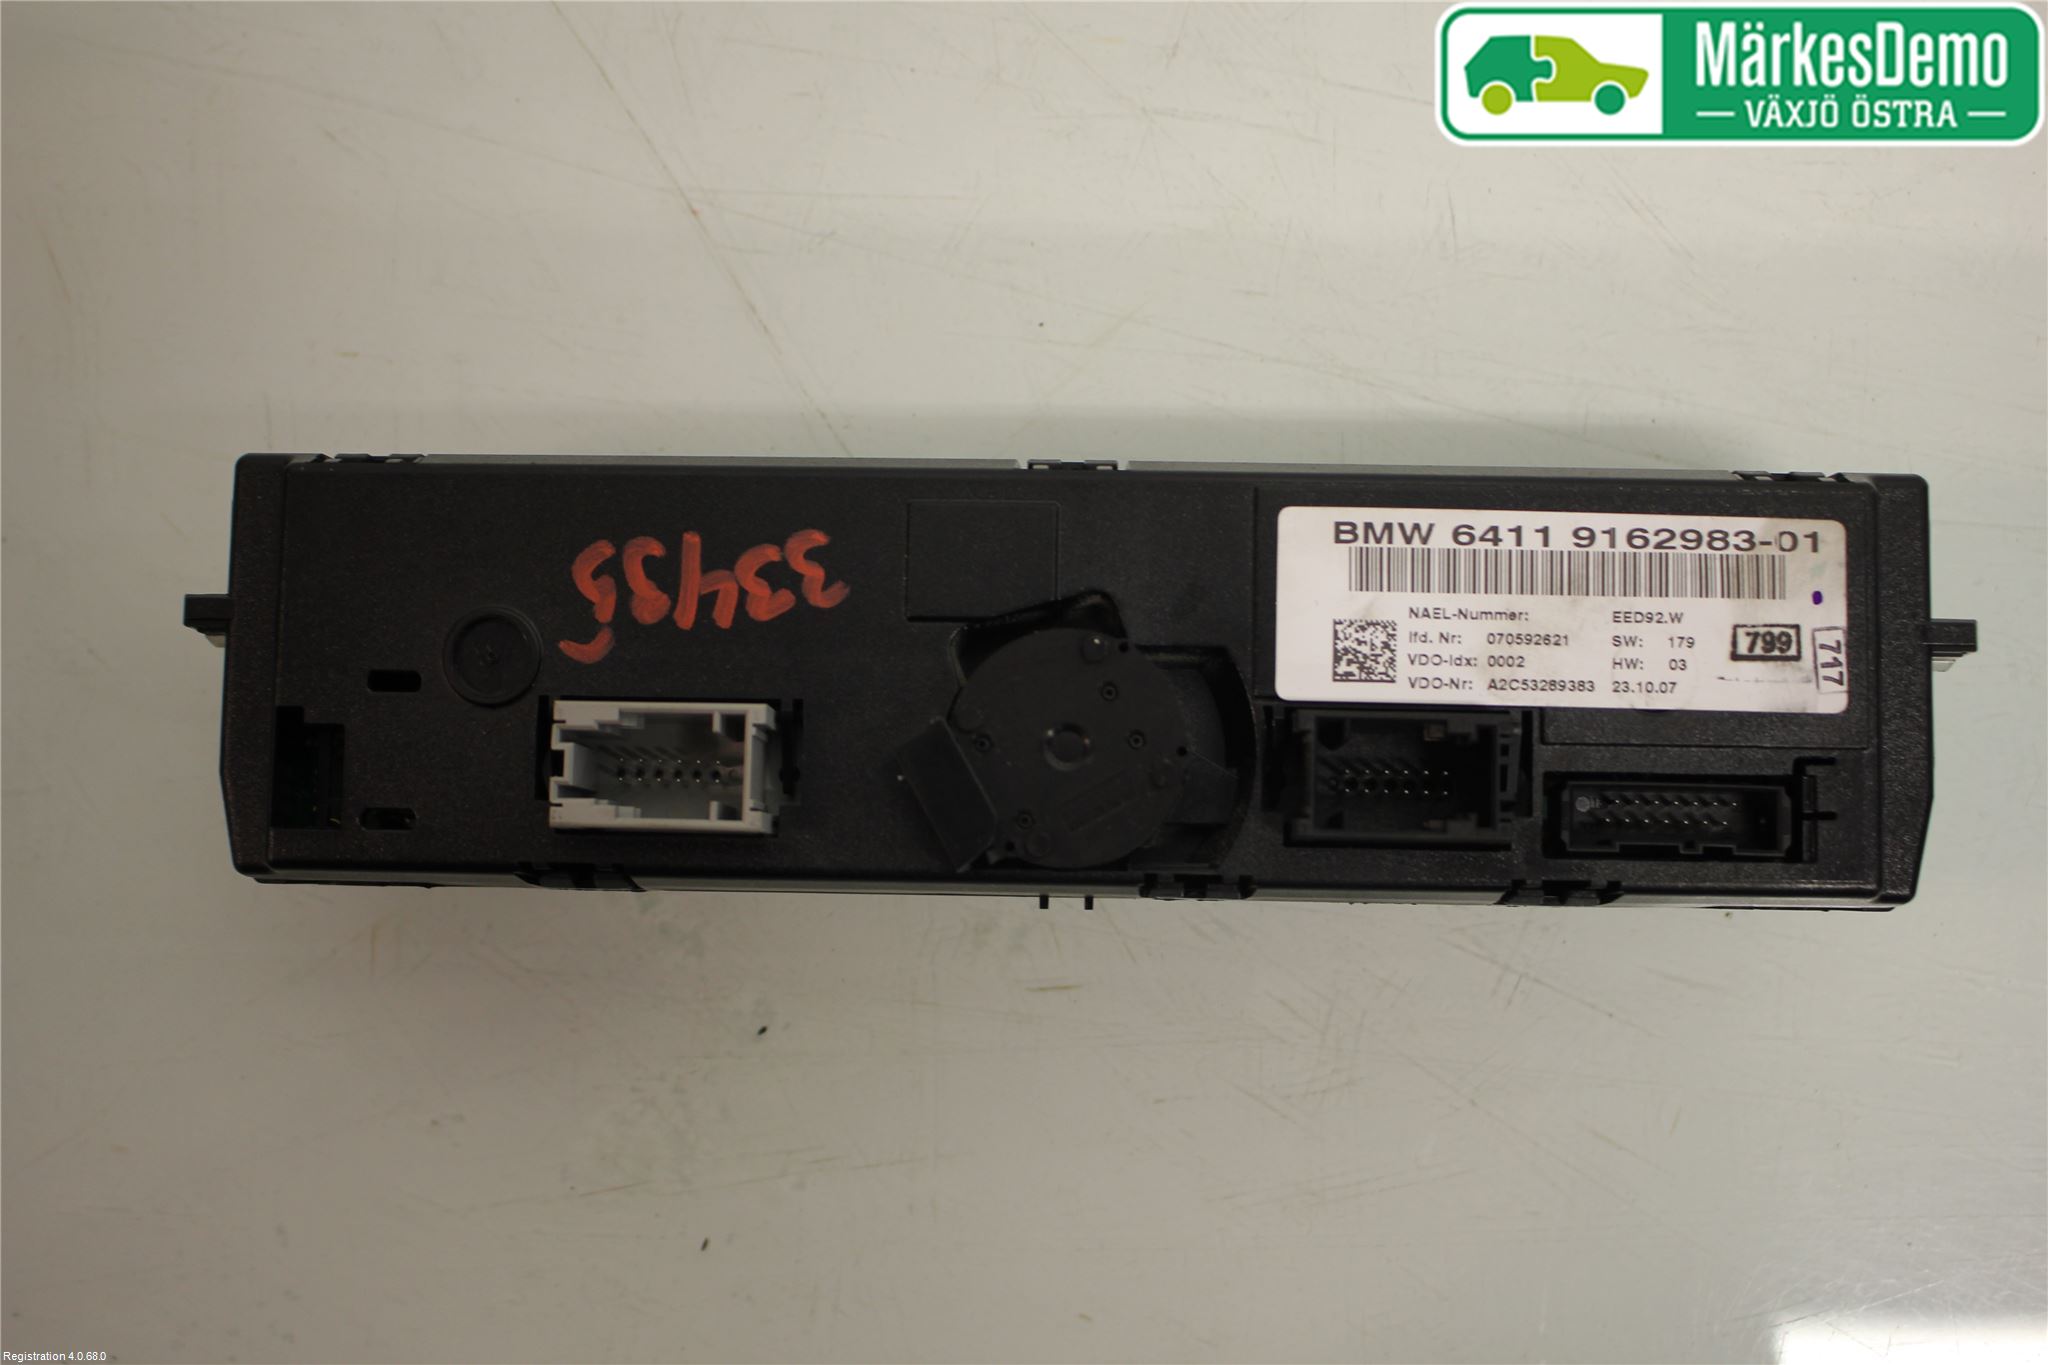 MärkesDemo
VÄXJÖ ÖSTRA
BMW 6411 9162983-01
NAEL-Nummer: EED92.W
lfd. Nr: 070592621 SW: 179
VDO-Idx: 0002 HW: 03
VDO-Nr: A2C53289383 23.10.07
799
717
Registration 4.0.68.0